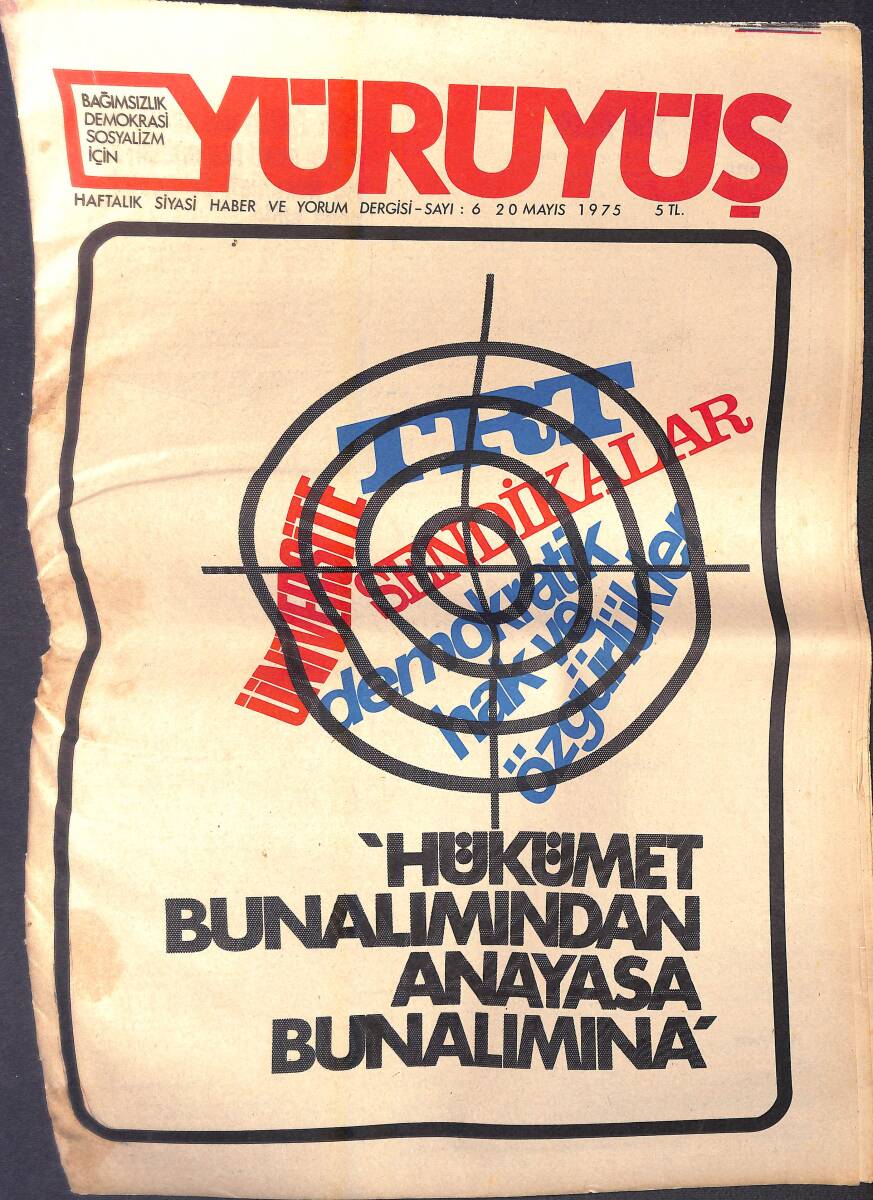 BAĞIMSIZLIK
DEMOKRASİ
SOSYALİZM
İÇİN
YÜRÜYÜŞ
HAFTALIK SİYASİ HABER VE YORUM DERGİSİ – SAYI : 6 20 MAYIS 1975 5 TL.
TRT
ÜNİVERSİTE
SENDİKALAR
demokratik
hak ve
özgürlükler
'HÜKÜMET
BUNALIMINDAN
ANAYASA
BUNALIMINA'